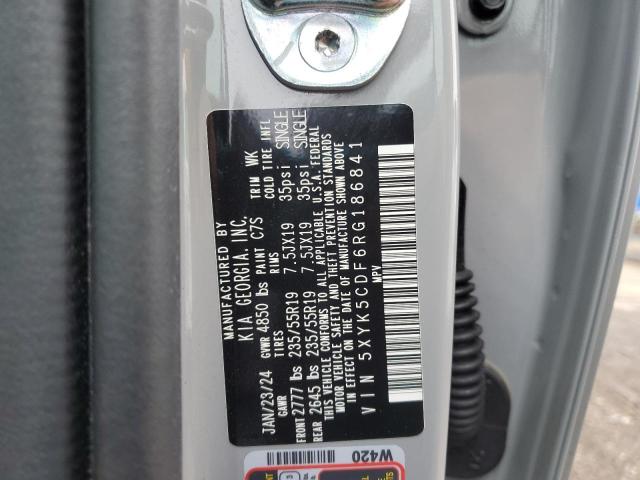 MANUFACTURED BY
KIA GEORGIA, INC.
JAN/23/24 GVWR 4850 lbs PAINT C7S TRIM WK
GAWR TIRES RIMS COLD TIRE INFL
FRONT 2777 lbs 235/55R19 7.5JX19 35psi SINGLE
REAR 2645 lbs 235/55R19 7.5JX19 35psi SINGLE
THIS VEHICLE CONFORMS TO ALL APPLICABLE U.S.A. FEDERAL
MOTOR VEHICLE SAFETY AND THEFT PREVENTION STANDARDS
IN EFFECT ON THE DATE OF MANUFACTURE SHOWN ABOVE
VIN 5XYK5CDF6RG186841
MPV
W420